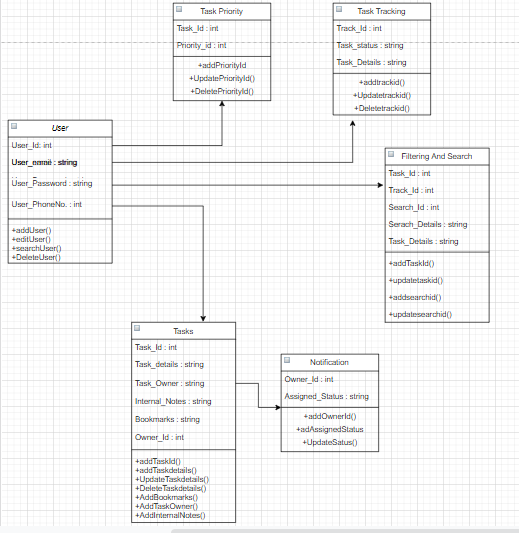 Task Priority
Task_Id : int
Priority_id : int
+addPriorityId
+UpdatePriorityId()
+DeletePriorityId()
Task Tracking
Track_Id : int
Task_status : string
Task_Details : string
+addtrackid()
+Updatetrackid()
+Deletetrackid()
User
User_Id: int
User_name : string
User_Password : string
User_PhoneNo. : int
+addUser()
+editUser()
+searchUser()
+DeleteUser()
Filtering And Search
Task_Id : int
Track_Id : int
Search_Id : int
Serach_Details : string
Task_Details : string
+addTaskId()
+updatetaskid()
+addsearchid()
+updatesearchid()
Tasks
Task_Id : int
Task_details : string
Task_Owner : string
Internal_Notes : string
Bookmarks : string
Owner_Id : int
+addTaskId()
+addTaskdetails()
+UpdateTaskdetails()
+DeleteTaskdetails()
+AddBookmarks()
+AddTaskOwner()
+AddInternalNotes()
Notification
Owner_Id : int
Assigned_Status : string
+addOwnerId()
+adAssignedStatus
+UpdateSatus()